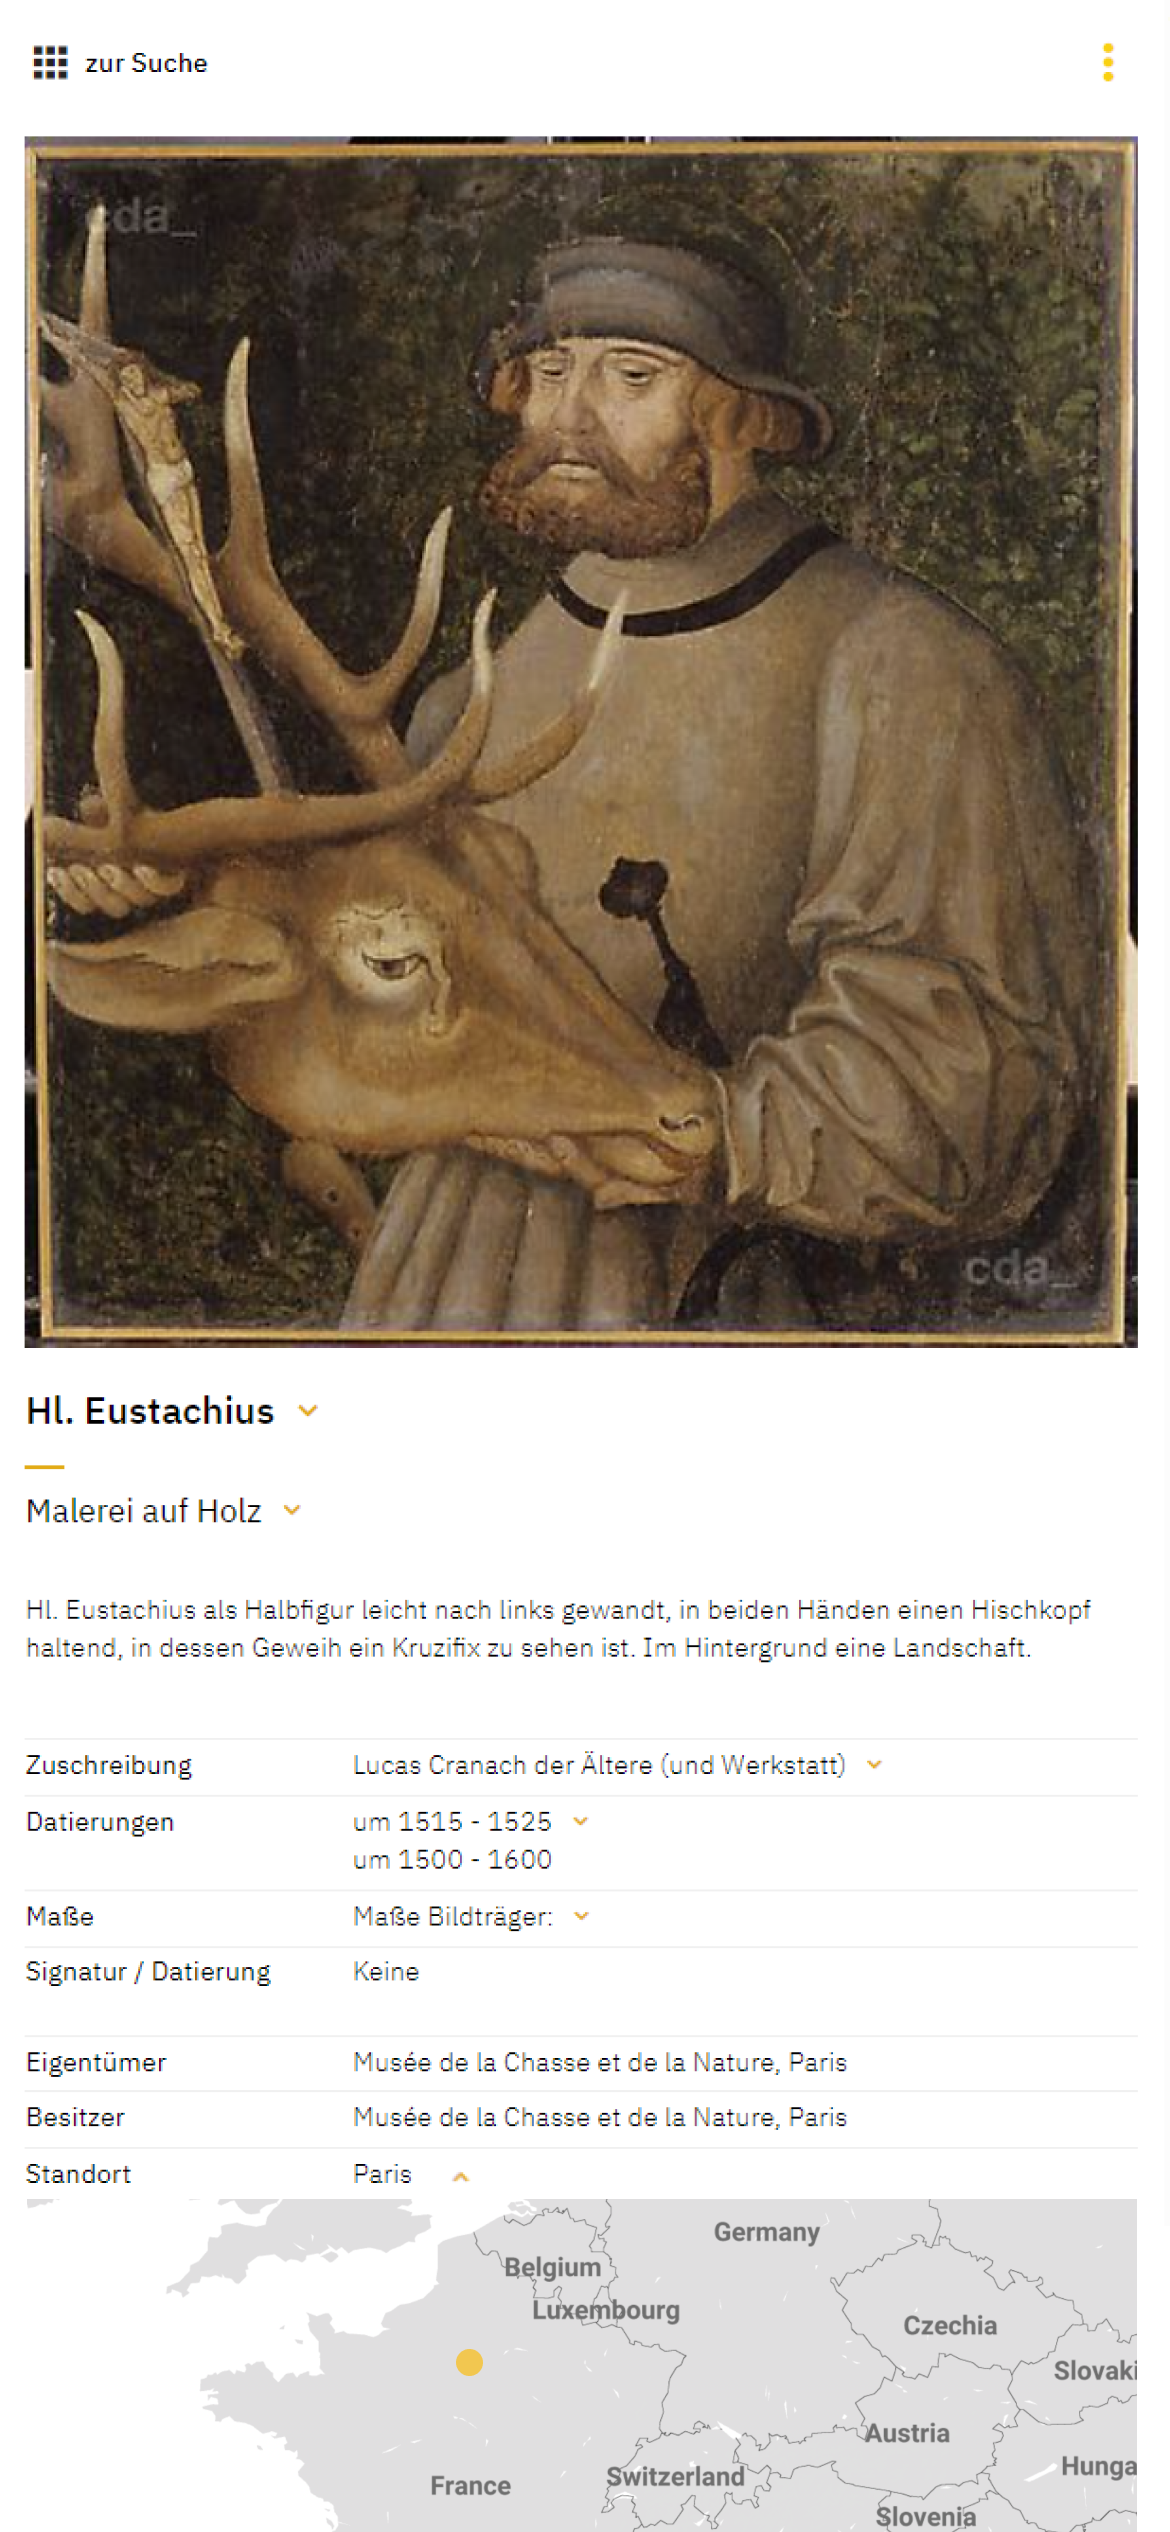 zur Suche
cda_
cda_
Hl. Eustachius
Malerei auf Holz
Hl. Eustachius als Halbfigur leicht nach links gewandt, in beiden Händen einen Hischkopf
haltend, in dessen Geweih ein Kruzifix zu sehen ist. Im Hintergrund eine Landschaft.
Zuschreibung Lucas Cranach der Ältere (und Werkstatt)
Datierungen um 1515 - 1525
um 1500 - 1600
Maße Maße Bildträger:
Signatur / Datierung Keine
Eigentümer Musée de la Chasse et de la Nature, Paris
Besitzer Musée de la Chasse et de la Nature, Paris
Standort Paris
Germany
Belgium
Luxembourg
Czechia
Slovaki
Austria
Hunga
Switzerland
France
Slovenia